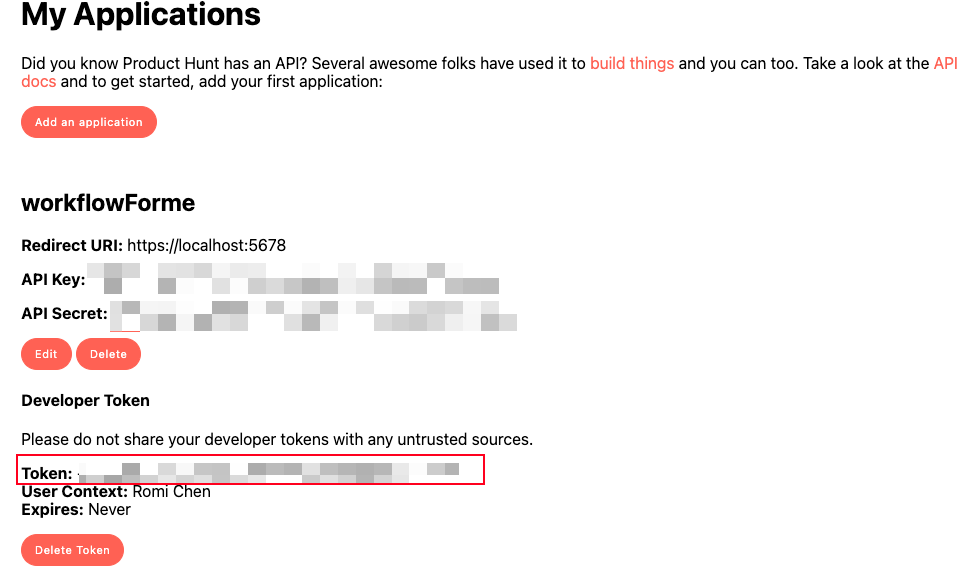 My Applications
Did you know Product Hunt has an API? Several awesome folks have used it to build things and you can too. Take a look at the API
docs and to get started, add your first application:
Add an application
workflowForme
Redirect URI: https://localhost:5678
API Key:
API Secret:
Edit Delete
Developer Token
Please do not share your developer tokens with any untrusted sources.
Token:
User Context: Romi Chen
Expires: Never
Delete Token